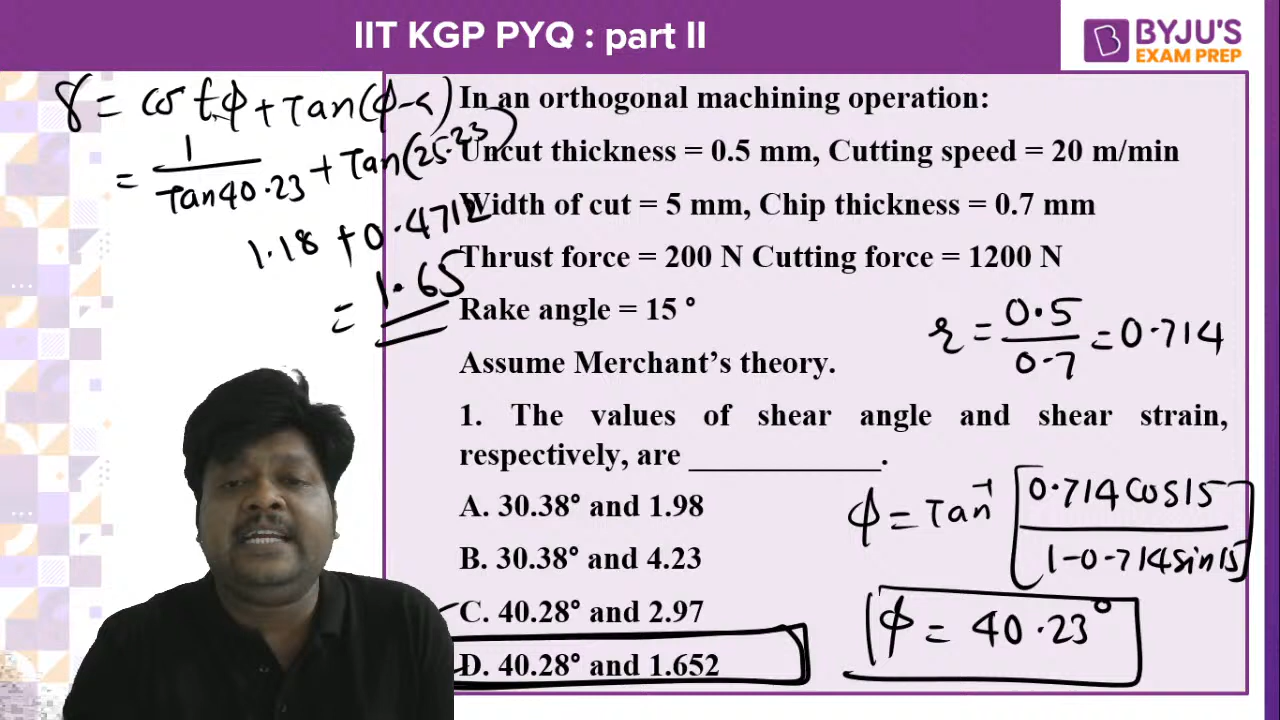 IIT KGP PYQ : part II
BYJU'S
EXAM PREP
γ = cot φ + Tan(φ-α)
= 1/Tan40.23 + Tan(25.23)
1.18 + 0.4712
= 1.65
In an orthogonal machining operation:
Uncut thickness = 0.5 mm, Cutting speed = 20 m/min
Width of cut = 5 mm, Chip thickness = 0.7 mm
Thrust force = 200 N Cutting force = 1200 N
Rake angle = 15 °
r = 0.5/0.7 = 0.714
Assume Merchant's theory.
1. The values of shear angle and shear strain,
respectively, are ____________.
A. 30.38° and 1.98
B. 30.38° and 4.23
C. 40.28° and 2.97
D. 40.28° and 1.652
φ = Tan⁻¹ [0.714 cos15 / 1-0.714sin15]
φ = 40.23°